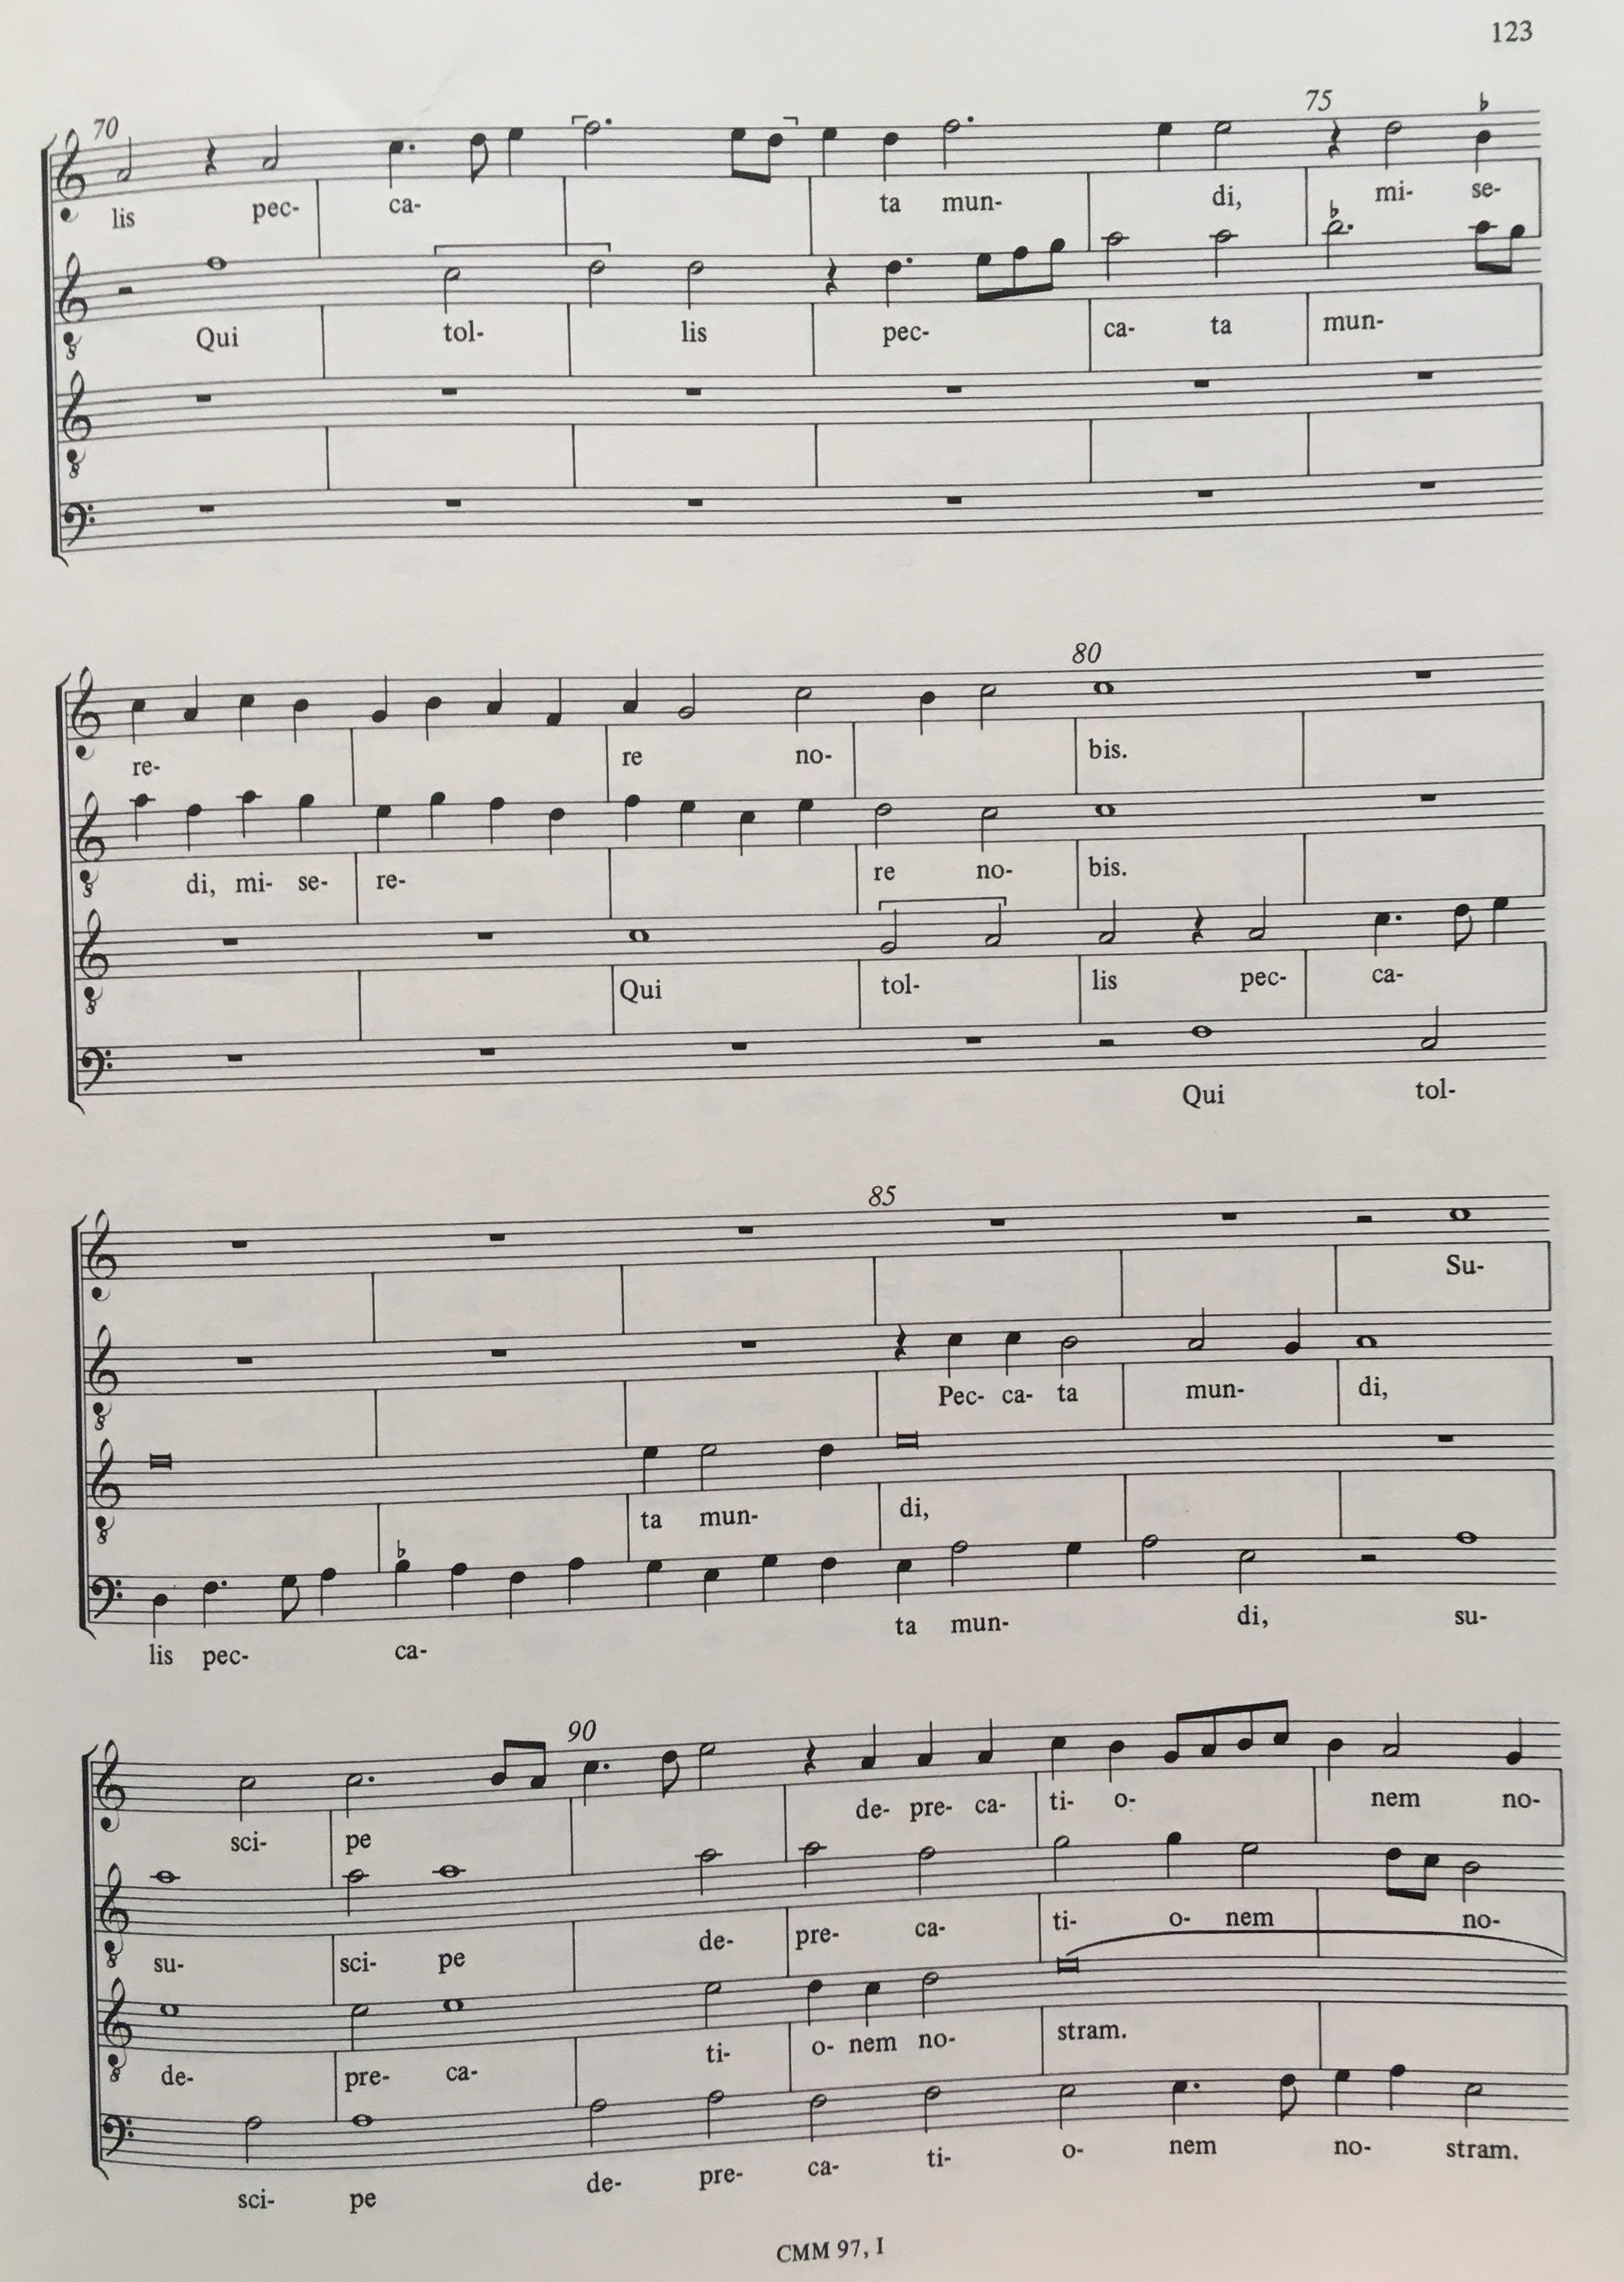 123
70 75
lis pec- ca- ta mun- di, mi- se-
Qui tol- lis pec- ca- ta mun-
80
re- re no- bis.
di, mi- se- re- re no- bis.
Qui tol- lis pec- ca-
Qui tol-
85
Su-
Pec- ca- ta mun- di,
ta mun- di,
lis pec- ca- ta mun- di, su-
90
sci- pe de- pre- ca- ti- o- nem no-
su- sci- pe de- pre- ca- ti- o- nem no-
de- pre- ca- ti- o- nem no- stram.
sci- pe de- pre- ca- ti- o- nem no- stram.
CMM 97, I